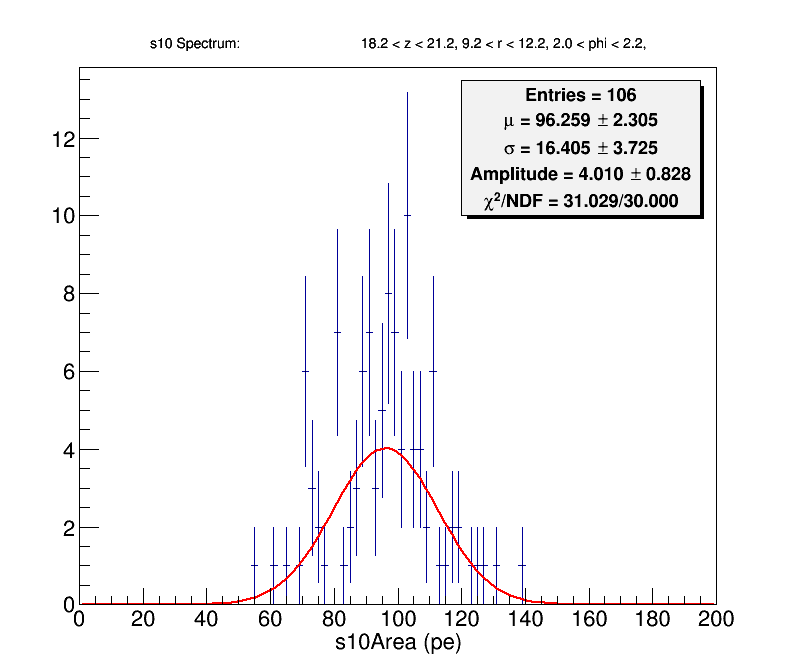 s10 Spectrum: 18.2 < z < 21.2, 9.2 < r < 12.2, 2.0 < phi < 2.2,
Entries = 106
μ = 96.259 ± 2.305
σ = 16.405 ± 3.725
Amplitude = 4.010 ± 0.828
χ²/NDF = 31.029/30.000
12
10
8
6
4
2
0
0 20 40 60 80 100 120 140 160 180 200
s10Area (pe)